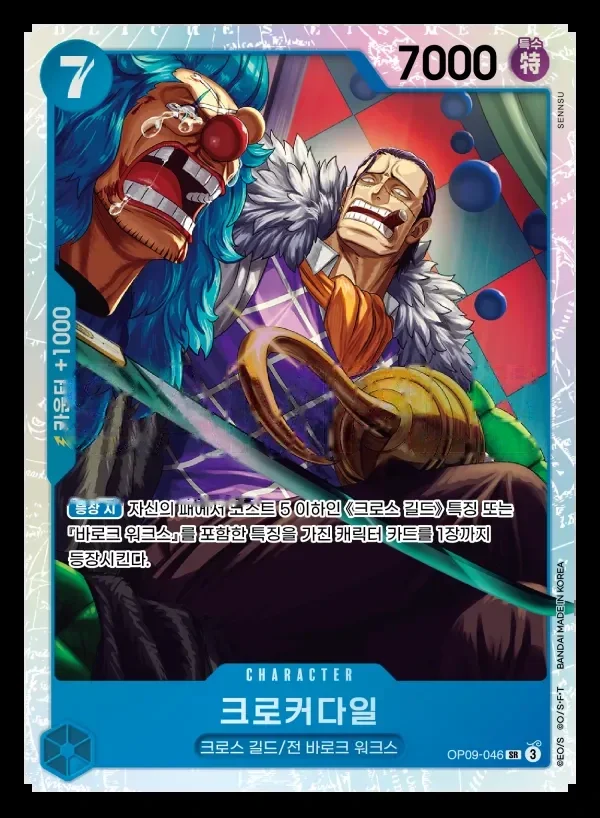 7
7000
특수
特
SENNSU
카운터 +1000
등장 시 자신의 패에서 코스트 5 이하인 《크로스 길드》 특징 또는
『바로크 워크스』를 포함한 특징을 가진 캐릭터 카드를 1장까지
등장시킨다.
CHARACTER
크로커다일
크로스 길드/전 바로크 워크스
OP09-046 SR 3
©EO/S ©O/S·F·T BANDAI MADE IN KOREA